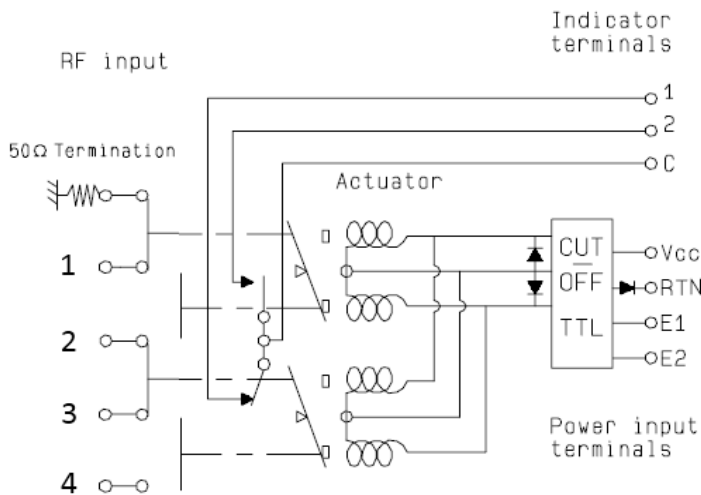 Indicator
terminals
RF input
1
2
50Ω Termination
C
Actuator
1
CUT
OFF
TTL
Vcc
RTN
E1
E2
2
3
4
Power input
terminals